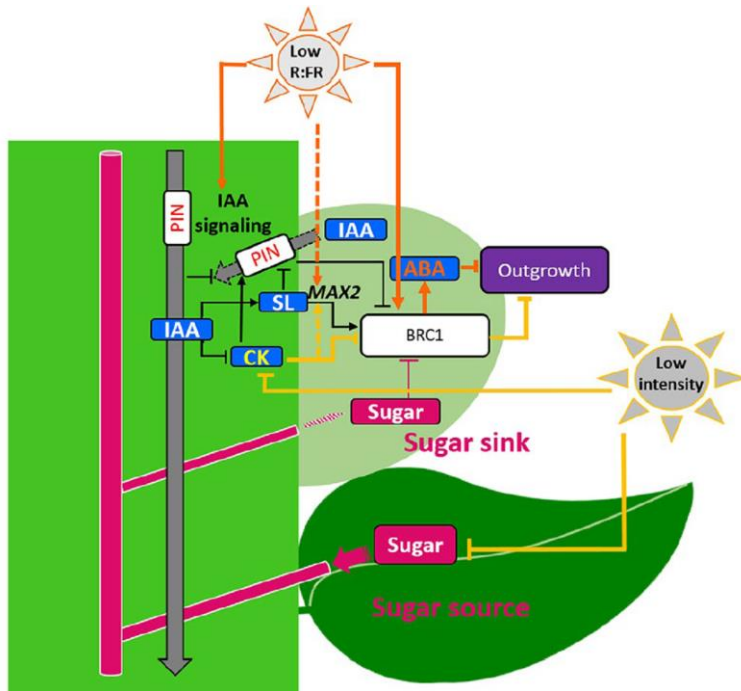 Low
R:FR
PIN
IAA
signaling
IAA
PIN
ABA
Outgrowth
MAX2
SL
IAA
BRC1
CK
Low
intensity
Sugar
Sugar sink
Sugar
Sugar source